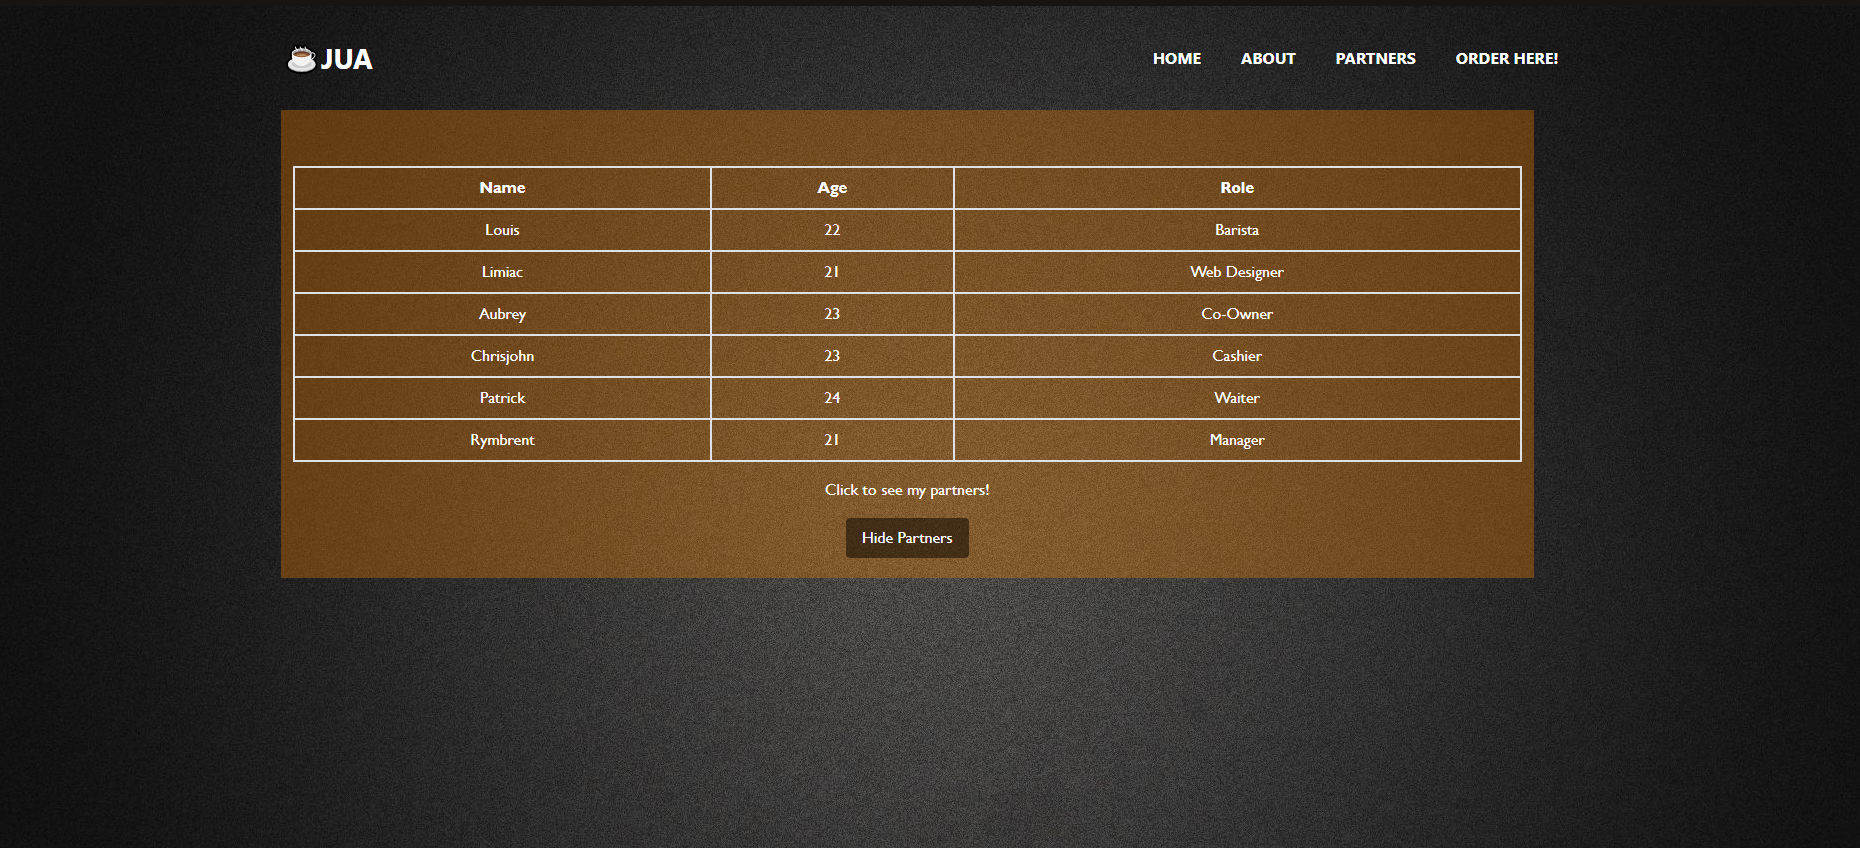 JUA HOME ABOUT PARTNERS ORDER HERE!
Name Age Role
Louis 22 Barista
Limiac 21 Web Designer
Aubrey 23 Co-Owner
Chrisjohn 23 Cashier
Patrick 24 Waiter
Rymbrent 21 Manager
Click to see my partners!
Hide Partners